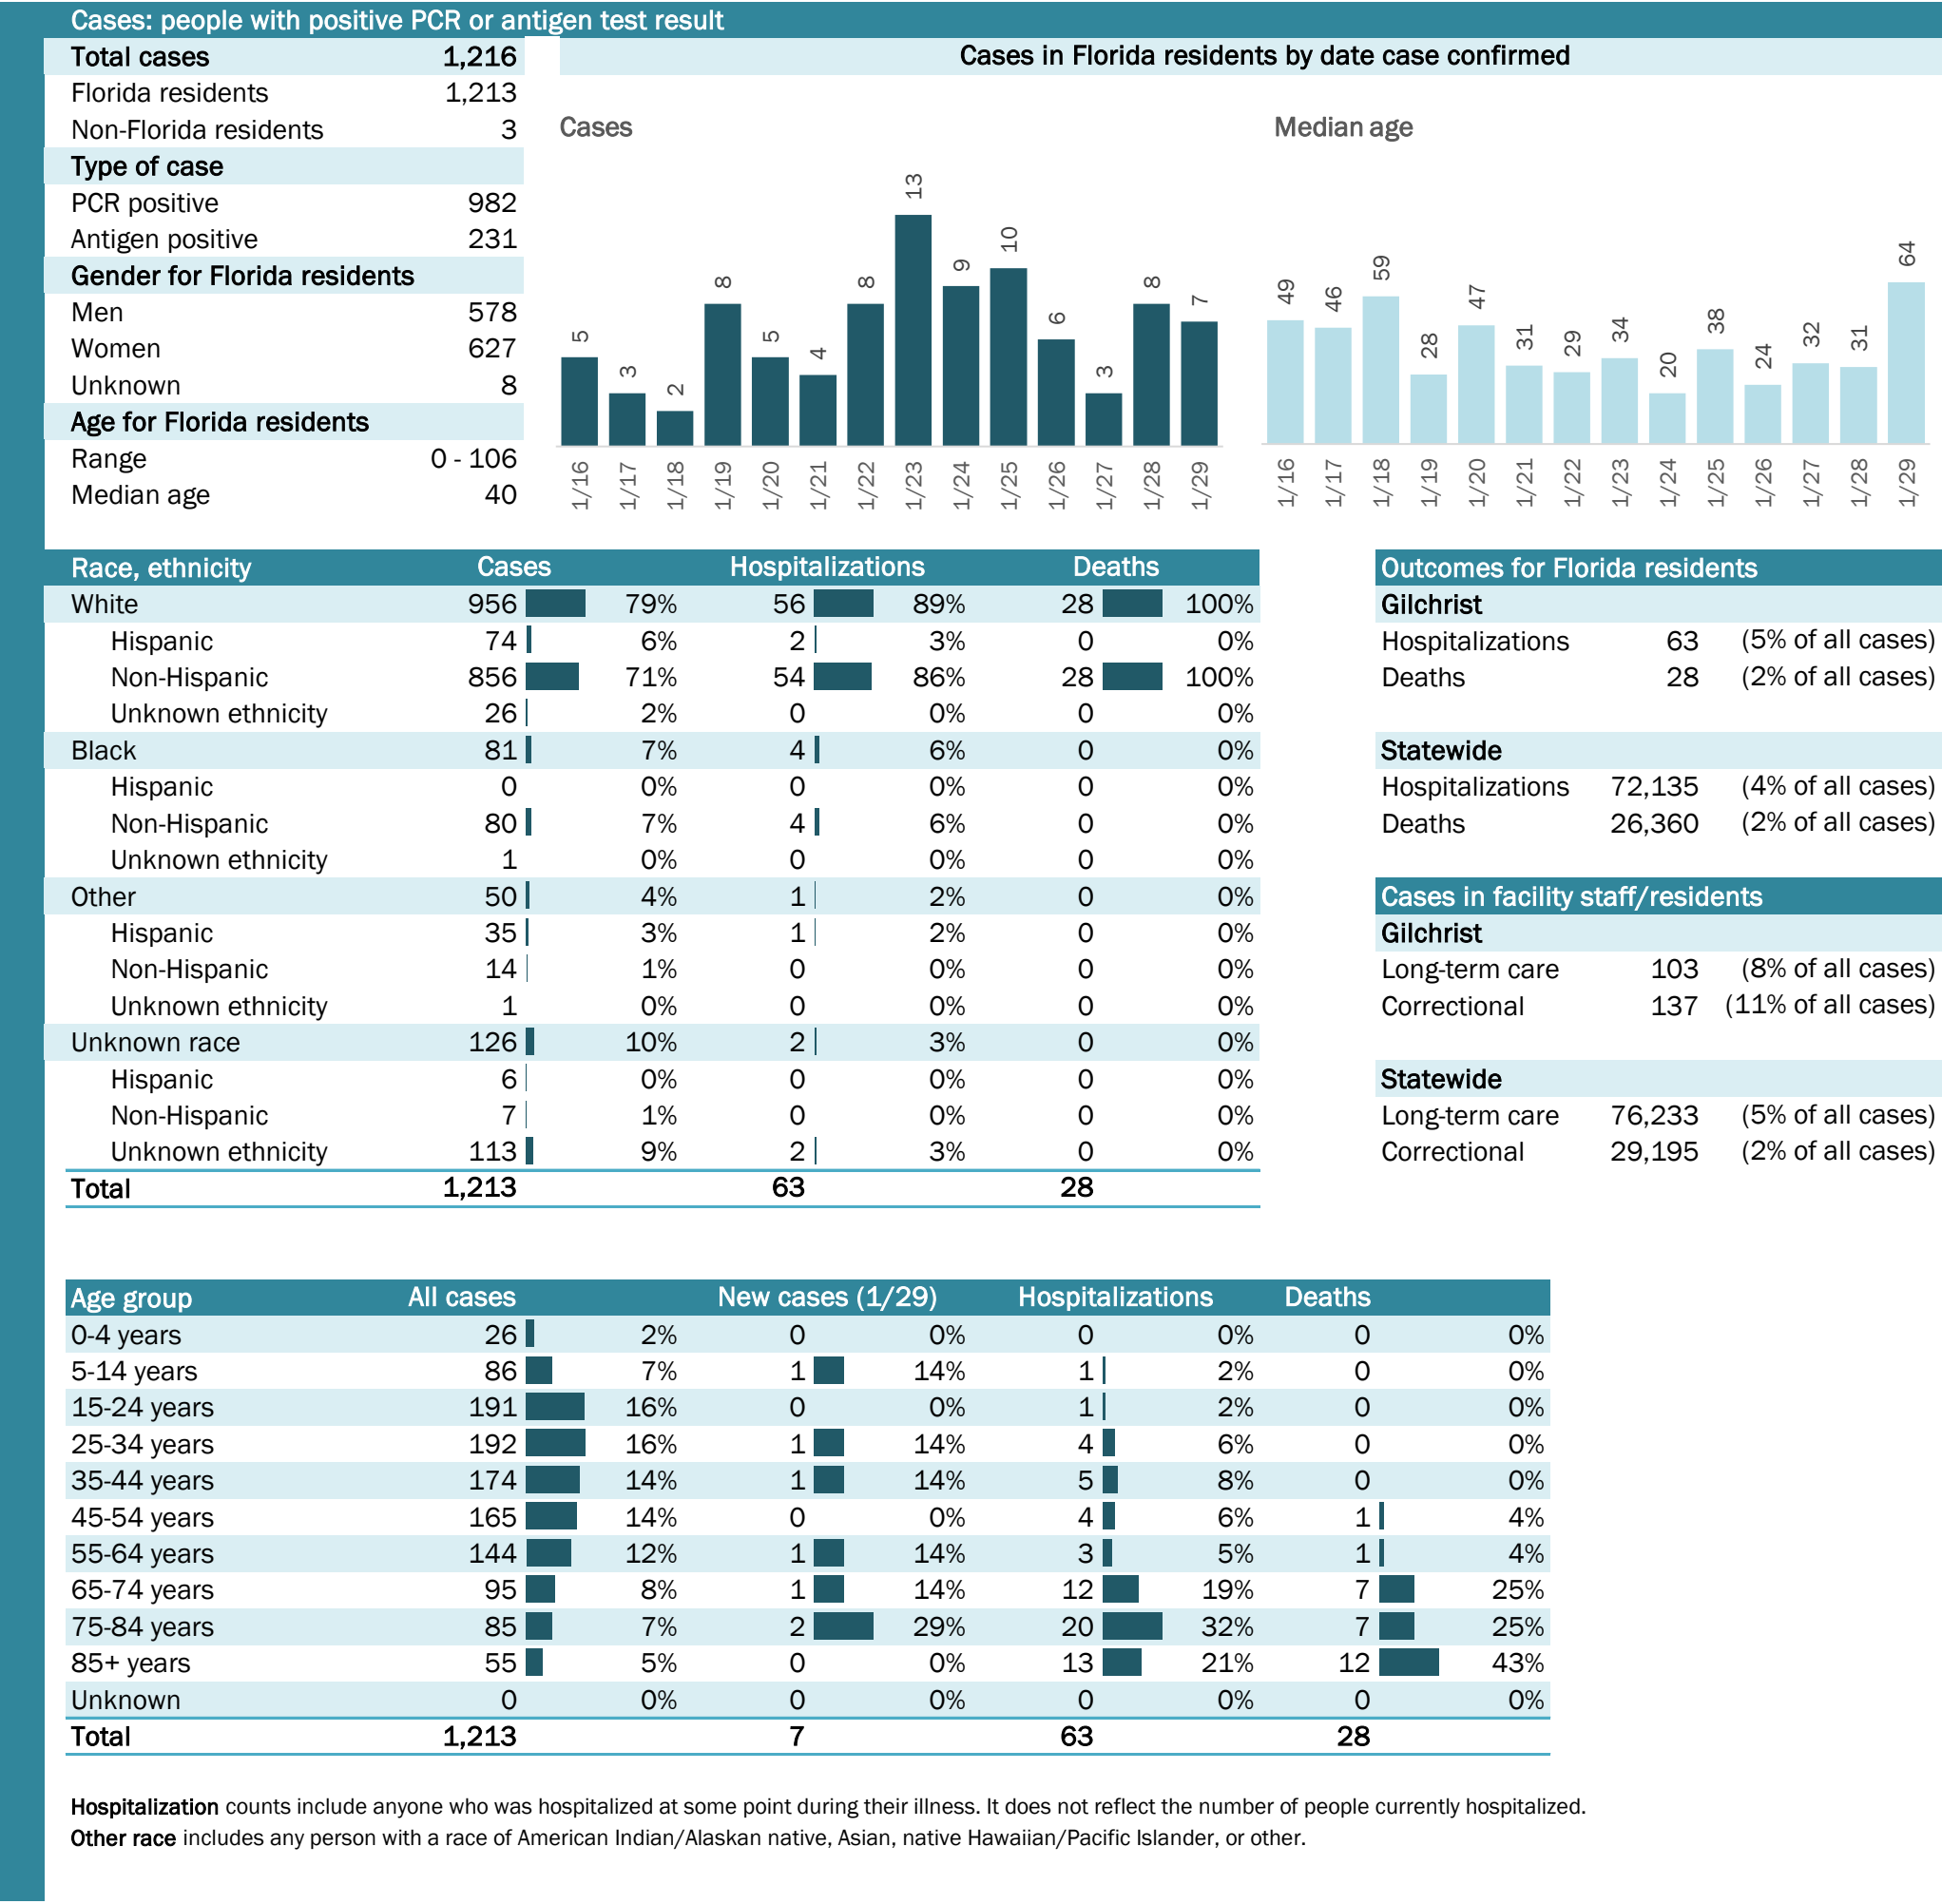 Cases: people with positive PCR or antigen test result
Total cases 1,216
Florida residents 1,213
Non-Florida residents 3
Type of case
PCR positive 982
Antigen positive 231
Gender for Florida residents
Men 578
Women 627
Unknown 8
Age for Florida residents
Range 0 - 106
Median age 40
Cases in Florida residents by date case confirmed
Cases
5 3 2 8 5 4 8 13 9 10 6 3 8 7
1/16 1/17 1/18 1/19 1/20 1/21 1/22 1/23 1/24 1/25 1/26 1/27 1/28 1/29
Median age
49 46 59 28 47 31 29 34 20 38 24 32 31 64
1/16 1/17 1/18 1/19 1/20 1/21 1/22 1/23 1/24 1/25 1/26 1/27 1/28 1/29
Race, ethnicity Cases Hospitalizations Deaths
White 956 79% 56 89% 28 100%
Hispanic 74 6% 2 3% 0 0%
Non-Hispanic 856 71% 54 86% 28 100%
Unknown ethnicity 26 2% 0 0% 0 0%
Black 81 7% 4 6% 0 0%
Hispanic 0 0% 0 0% 0 0%
Non-Hispanic 80 7% 4 6% 0 0%
Unknown ethnicity 1 0% 0 0% 0 0%
Other 50 4% 1 2% 0 0%
Hispanic 35 3% 1 2% 0 0%
Non-Hispanic 14 1% 0 0% 0 0%
Unknown ethnicity 1 0% 0 0% 0 0%
Unknown race 126 10% 2 3% 0 0%
Hispanic 6 0% 0 0% 0 0%
Non-Hispanic 7 1% 0 0% 0 0%
Unknown ethnicity 113 9% 2 3% 0 0%
Total 1,213 63 28
Outcomes for Florida residents
Gilchrist
Hospitalizations 63 (5% of all cases)
Deaths 28 (2% of all cases)
Statewide
Hospitalizations 72,135 (4% of all cases)
Deaths 26,360 (2% of all cases)
Cases in facility staff/residents
Gilchrist
Long-term care 103 (8% of all cases)
Correctional 137 (11% of all cases)
Statewide
Long-term care 76,233 (5% of all cases)
Correctional 29,195 (2% of all cases)
Age group All cases New cases (1/29) Hospitalizations Deaths
0-4 years 26 2% 0 0% 0 0% 0 0%
5-14 years 86 7% 1 14% 1 2% 0 0%
15-24 years 191 16% 0 0% 1 2% 0 0%
25-34 years 192 16% 1 14% 4 6% 0 0%
35-44 years 174 14% 1 14% 5 8% 0 0%
45-54 years 165 14% 0 0% 4 6% 1 4%
55-64 years 144 12% 1 14% 3 5% 1 4%
65-74 years 95 8% 1 14% 12 19% 7 25%
75-84 years 85 7% 2 29% 20 32% 7 25%
85+ years 55 5% 0 0% 13 21% 12 43%
Unknown 0 0% 0 0% 0 0% 0 0%
Total 1,213 7 63 28
Hospitalization counts include anyone who was hospitalized at some point during their illness. It does not reflect the number of people currently hospitalized.
Other race includes any person with a race of American Indian/Alaskan native, Asian, native Hawaiian/Pacific Islander, or other.